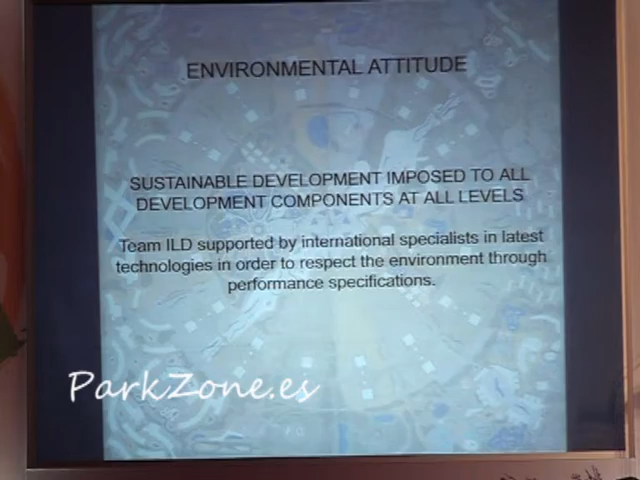 ENVIRONMENTAL ATTITUDE
SUSTAINABLE DEVELOPMENT IMPOSED TO ALL
DEVELOPMENT COMPONENTS AT ALL LEVELS
Team ILD supported by international specialists in latest
technologies in order to respect the environment through
performance specifications.
ParkZone.es